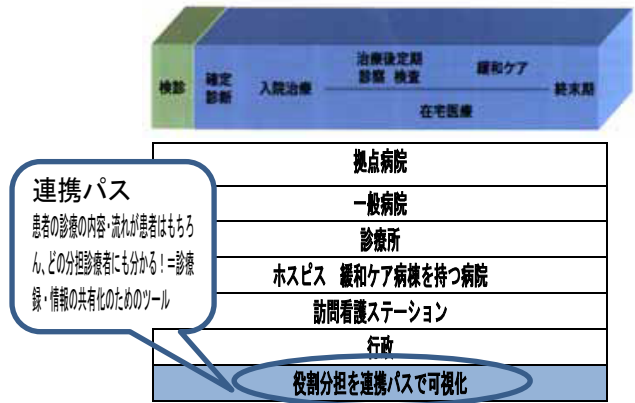 検診
確定
診断
入院治療
治療後定期
診察 検査
緩和ケア
在宅医療
終末期
拠点病院
一般病院
診療所
ホスピス 緩和ケア病棟を持つ病院
訪問看護ステーション
行政
役割分担を連携パスで可視化
連携パス
患者の診療の内容・流れが患者はもちろ
ん、どの分担診療者にも分かる！＝診療
録・情報の共有化のためのツール